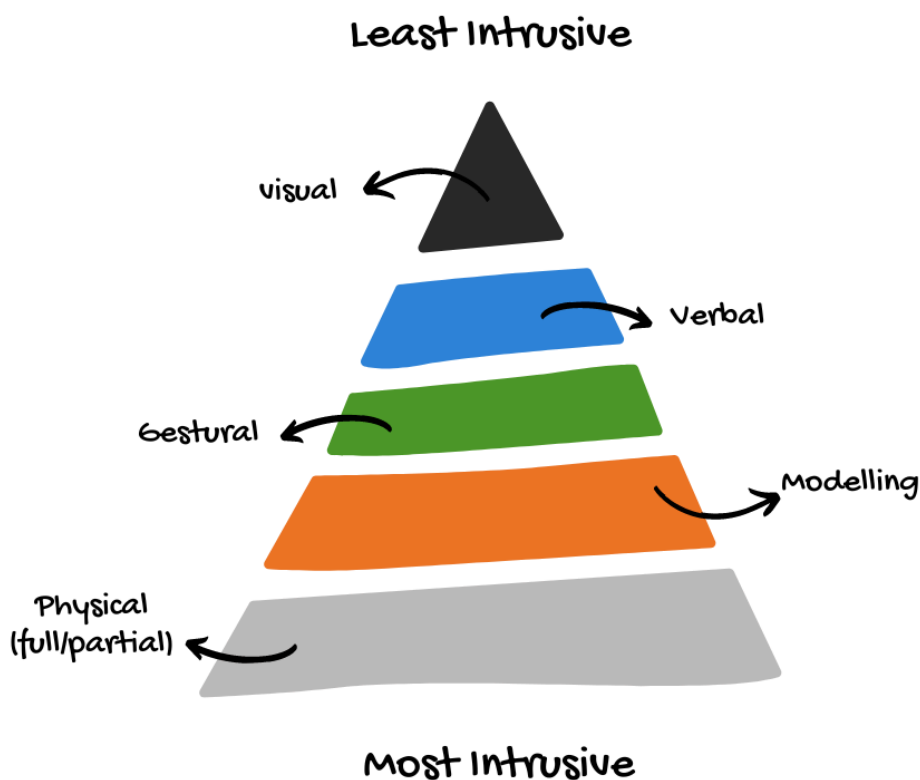 Least Intrusive
visual
Verbal
Gestural
Modelling
Physical
(full/partial)
Most Intrusive